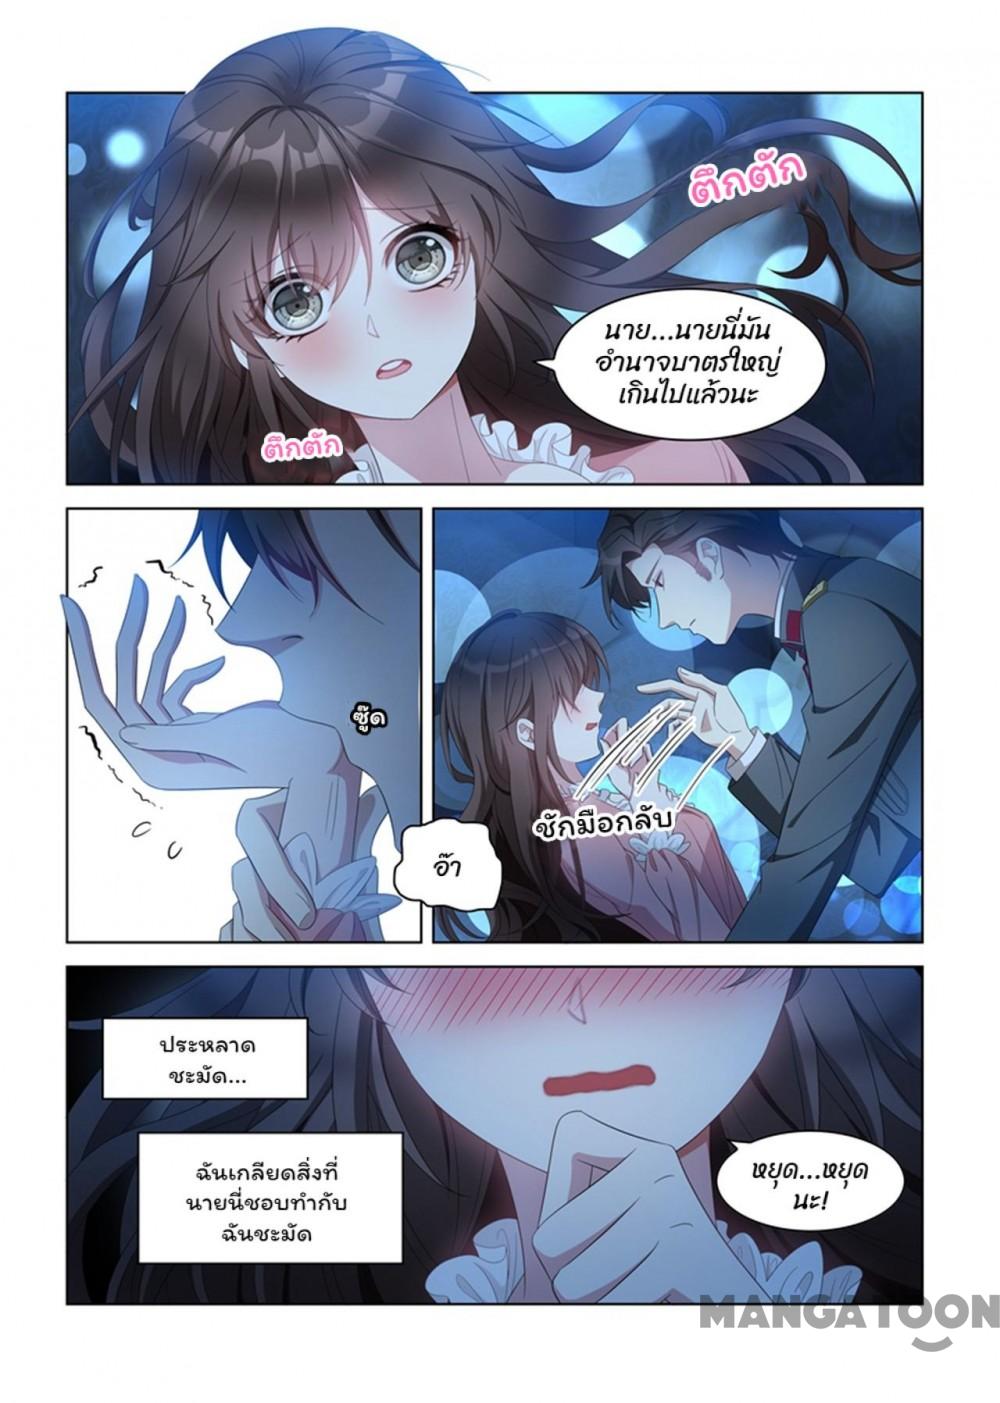 ตึกตัก
นาย...นายนี่มัน
อำนาจบาตรใหญ่
เกินไปแล้วนะ
ตึกตัก
ซู๊ด
ชักมือกลับ
อ๊า
ประหลาด
ชะมัด...
ฉันเกลียดสิ่งที่
นายนี่ชอบทำกับ
ฉันชะมัด
หยุด...หยุด
นะ!
MANGATOON